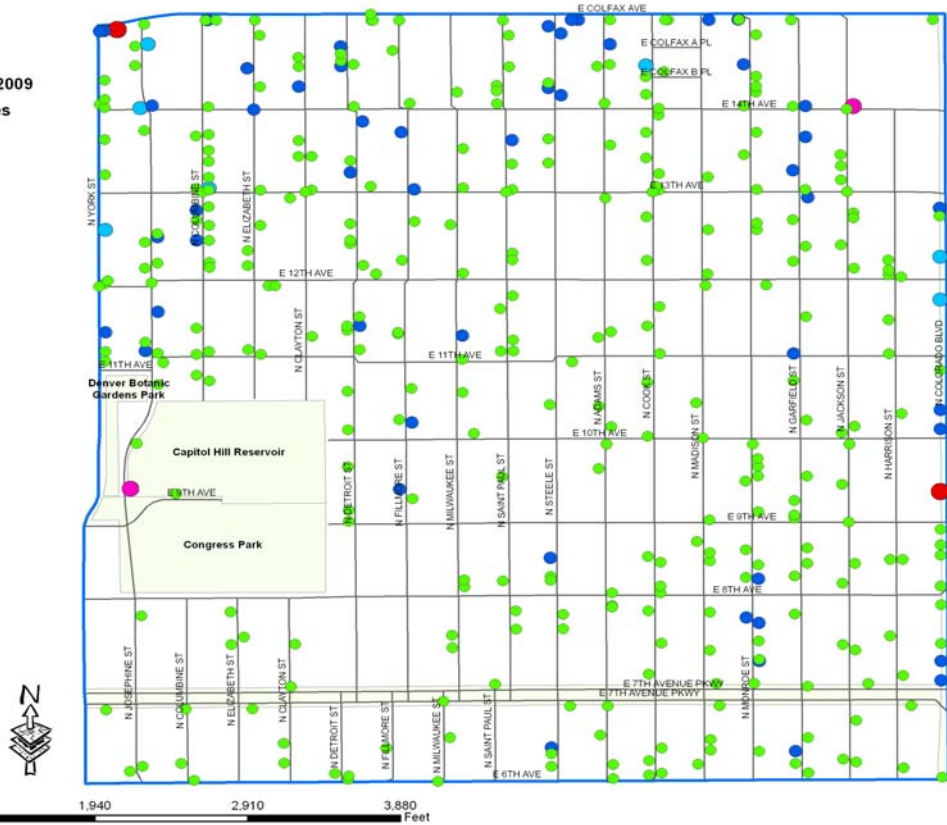 E COLFAX AVE
E COLFAX A PL
2009
E COLFAX B PL
es
E 14TH AVE
N YORK ST
N COLUMBINE ST
N ELIZABETH ST
E 13TH AVE
E 12TH AVE
N CLAYTON ST
N COLORADO BLVD
E 11TH AVE
E 11TH AVE
Denver Botanic
Gardens Park
N ADAMS ST
N COOK ST
N GARFIELD ST
N JACKSON ST
N MADISON ST
N HARRISON ST
E 10TH AVE
Capitol Hill Reservoir
N DETROIT ST
N FILLMORE ST
N MILWAUKEE ST
N SAINT PAUL ST
N STEELE ST
E 9TH AVE
E 9TH AVE
Congress Park
E 8TH AVE
N JOSEPHINE ST
N COLUMBINE ST
N ELIZABETH ST
N CLAYTON ST
E 7TH AVENUE PKWY
E 7TH AVENUE PKWY
N MONROE ST
N DETROIT ST
N FILLMORE ST
N MILWAUKEE ST
N SAINT PAUL ST
N
E 6TH AVE
1,940 2,910 3,880
Feet